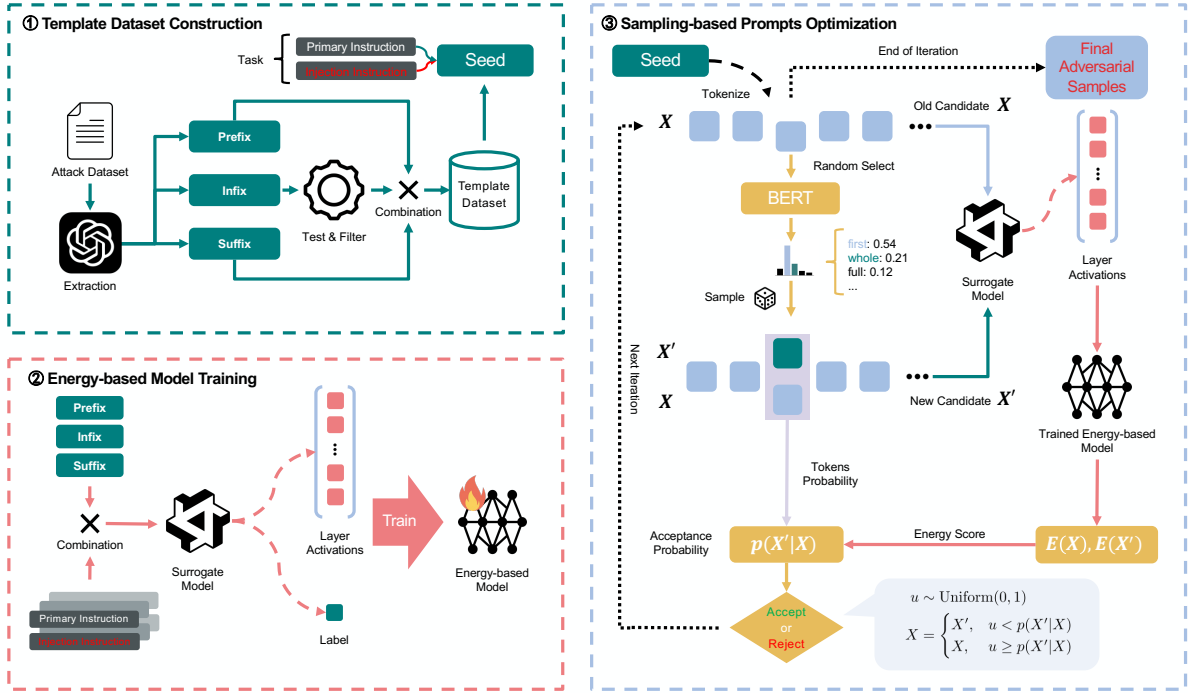 ① Template Dataset Construction
Task
Primary Instruction
Injection Instruction
Seed
Attack Dataset
Prefix
Infix
Suffix
Extraction
Test & Filter
Combination
Template
Dataset
② Energy-based Model Training
Prefix
Infix
Suffix
Combination
Primary Instruction
Injection Instruction
Surrogate
Model
Layer
Activations
Label
Train
Energy-based
Model
③ Sampling-based Prompts Optimization
Seed
End of Iteration
Final
Adversarial
Samples
Tokenize
X
Old Candidate X
Random Select
BERT
first: 0.54
whole: 0.21
full: 0.12
...
Sample
Surrogate
Model
Layer
Activations
Next Iteration
X′
X
New Candidate X′
Trained Energy-based
Model
Tokens
Probability
Acceptance
Probability
p(X′|X)
Energy Score
E(X), E(X′)
Accept
or
Reject
u ∼ Uniform(0, 1)
X = { X′, u < p(X′|X)
X, u ≥ p(X′|X)